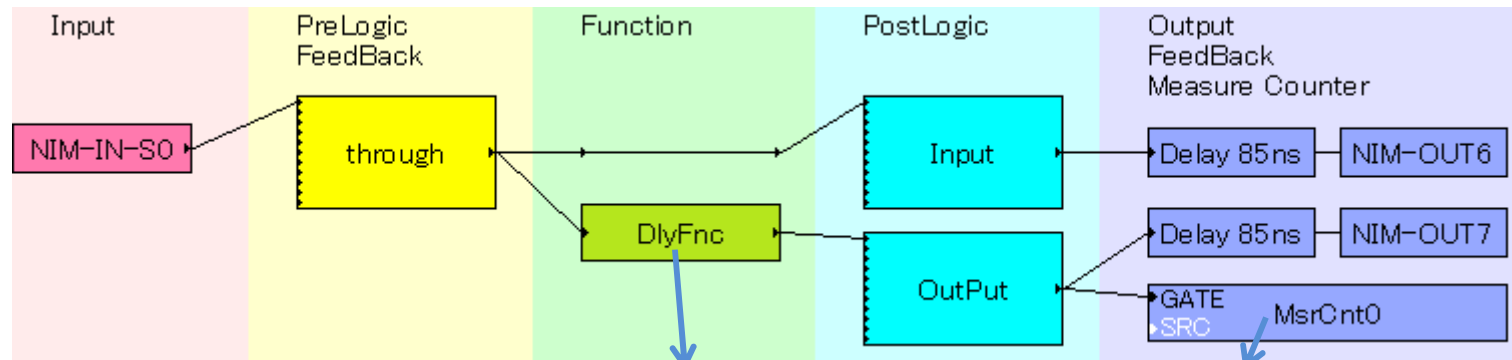 Input
PreLogic
FeedBack
Function
PostLogic
Output
FeedBack
Measure Counter
NIM-IN-S0
through
Input
Delay 85ns
NIM-OUT6
DlyFnc
OutPut
Delay 85ns
NIM-OUT7
GATE
SRC
MsrCnt0